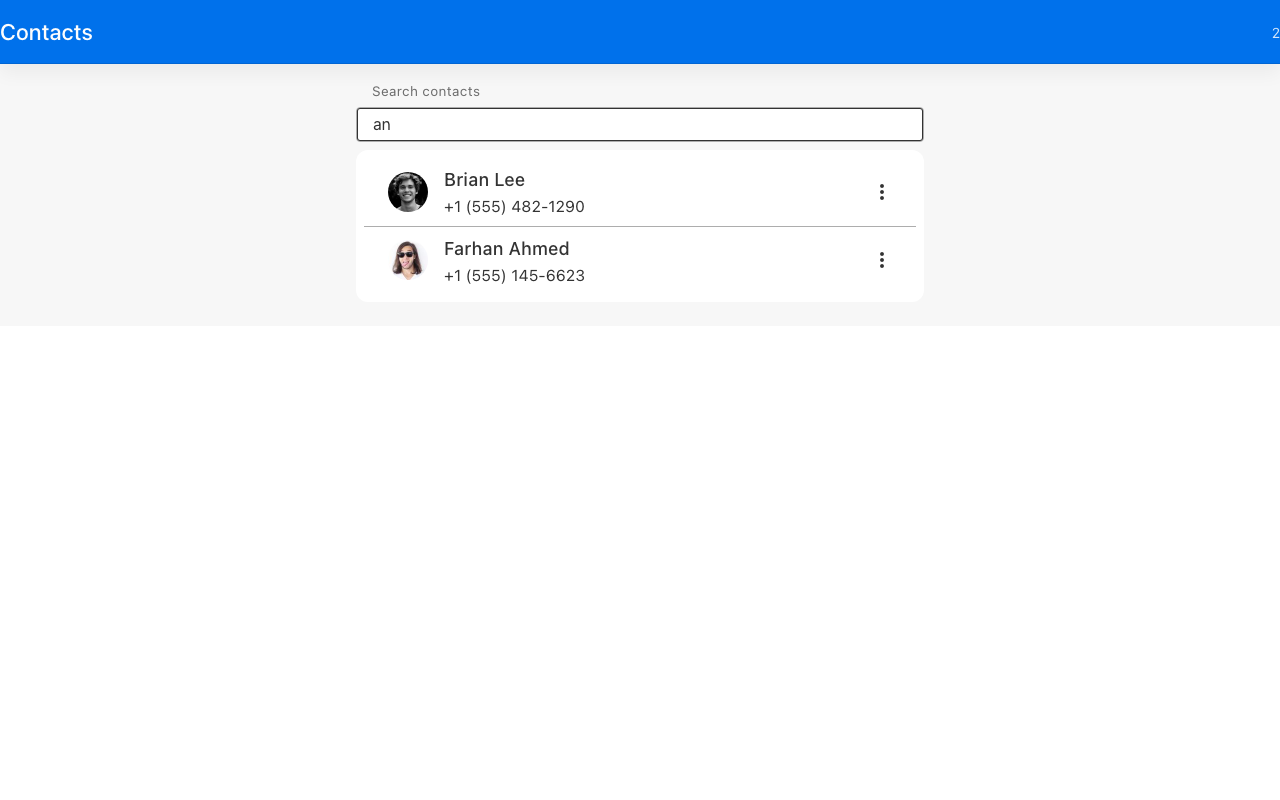 Contacts
2
Search contacts
an
Brian Lee
+1 (555) 482-1290
Farhan Ahmed
+1 (555) 145-6623